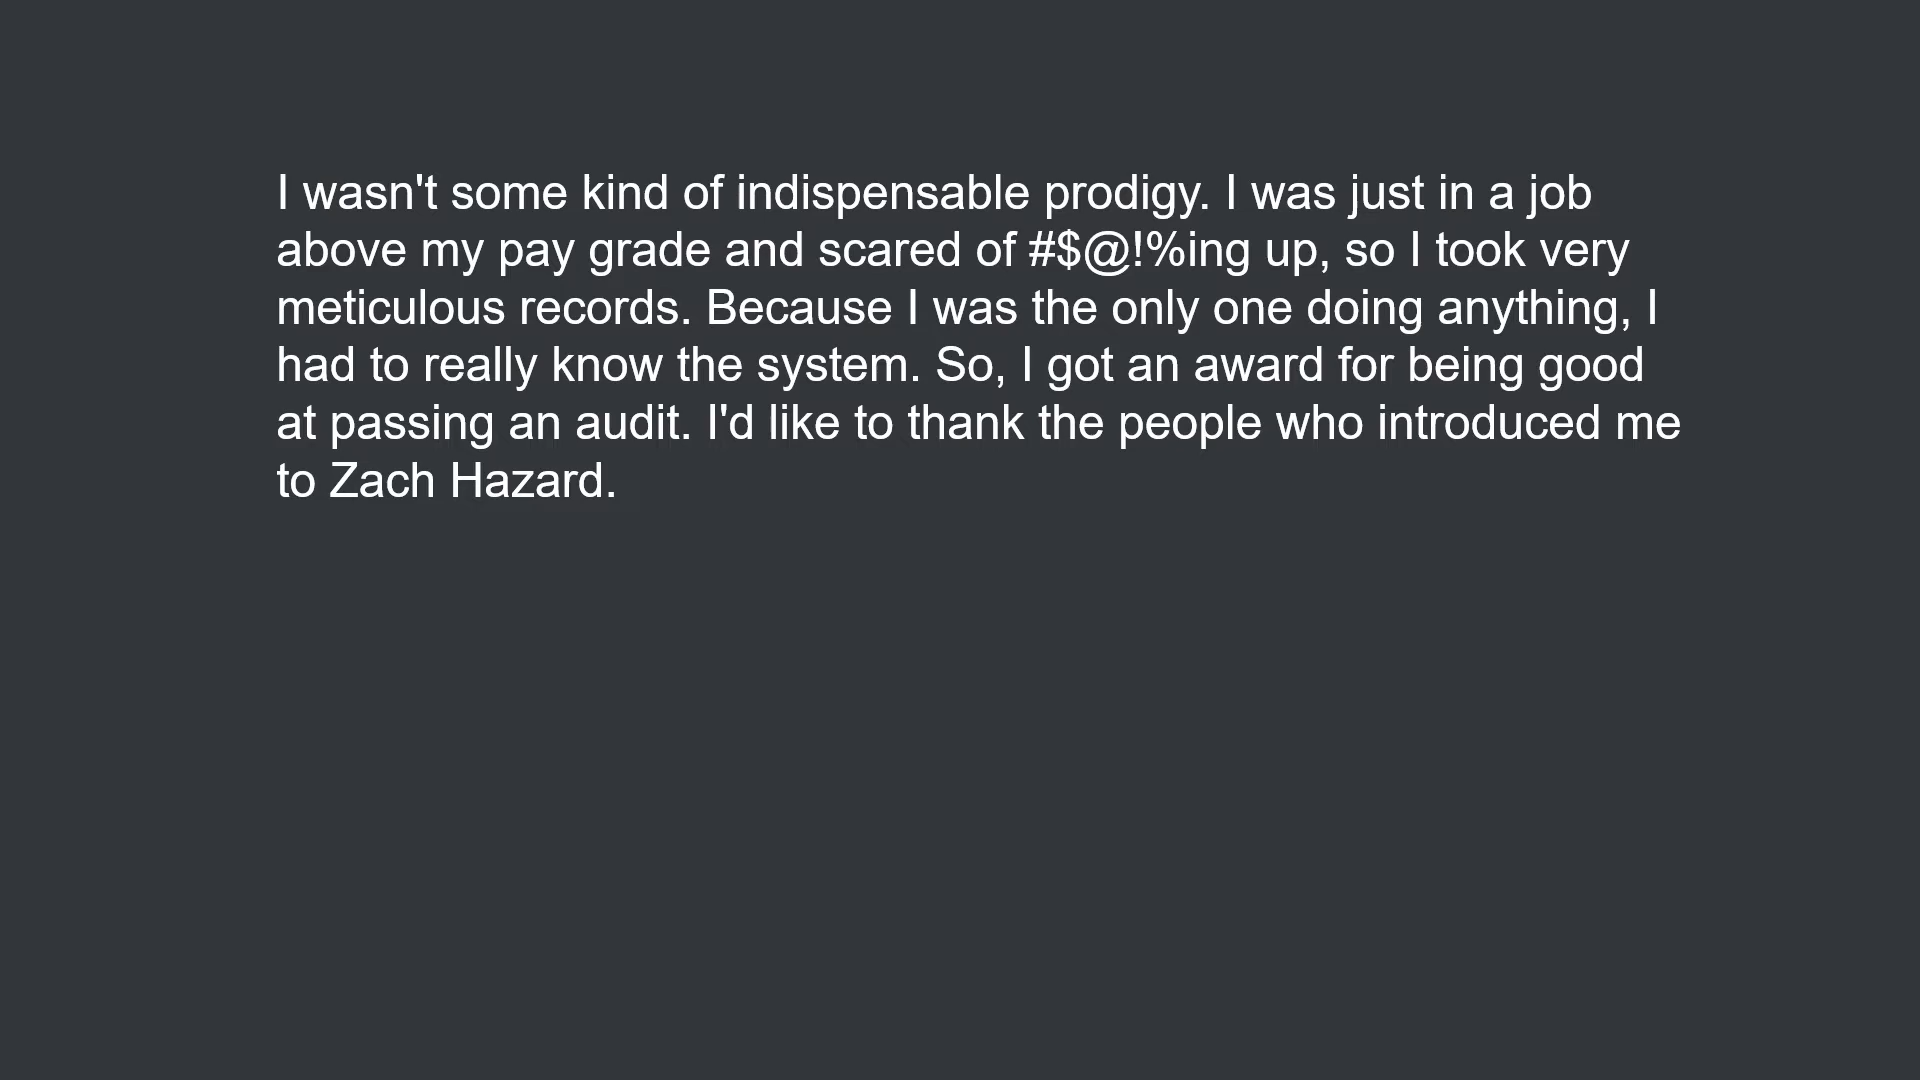 I wasn't some kind of indispensable prodigy. I was just in a job
above my pay grade and scared of #$@!%ing up, so I took very
meticulous records. Because I was the only one doing anything, I
had to really know the system. So, I got an award for being good
at passing an audit. I'd like to thank the people who introduced me
to Zach Hazard.